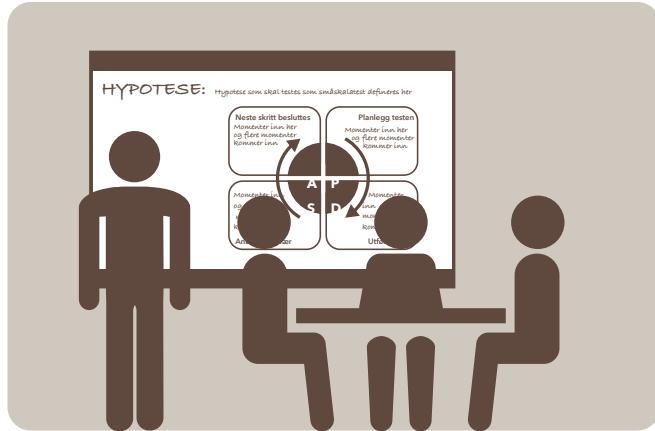 HYPOTESE: Hypotese som skal testes som småskalatest defineres her
Neste skritt besluttes
Momenter inn her
og flere momenter
kommer inn
Planlegg testen
Momenter inn her
og flere momenter
kommer inn
A P
S D
Momenter inn
Momenter
inn